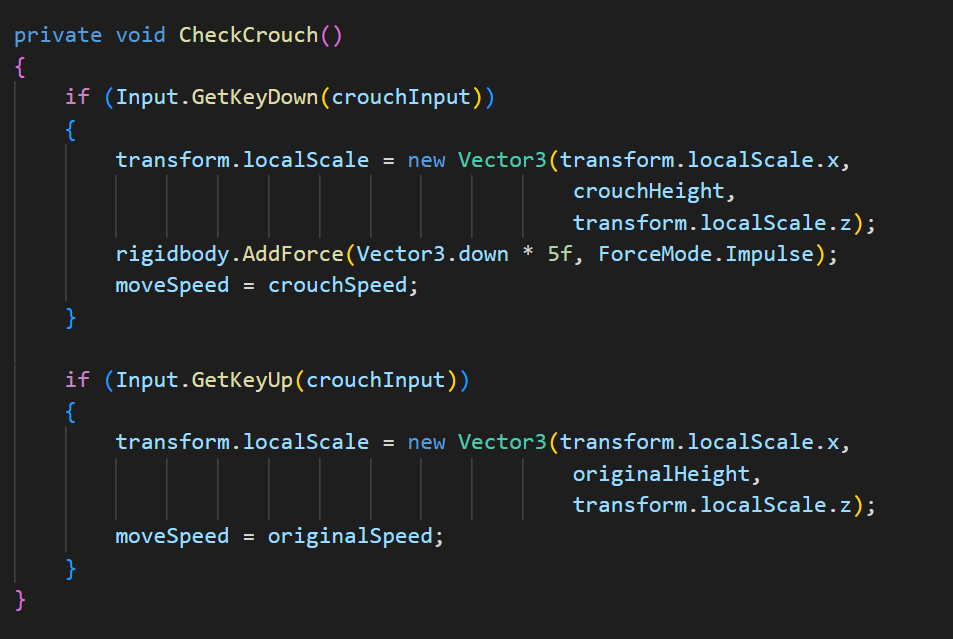 private void CheckCrouch()
{
    if (Input.GetKeyDown(crouchInput))
    {
        transform.localScale = new Vector3(transform.localScale.x,
                                            crouchHeight,
                                            transform.localScale.z);
        rigidbody.AddForce(Vector3.down * 5f, ForceMode.Impulse);
        moveSpeed = crouchSpeed;
    }

    if (Input.GetKeyUp(crouchInput))
    {
        transform.localScale = new Vector3(transform.localScale.x,
                                            originalHeight,
                                            transform.localScale.z);
        moveSpeed = originalSpeed;
    }
}